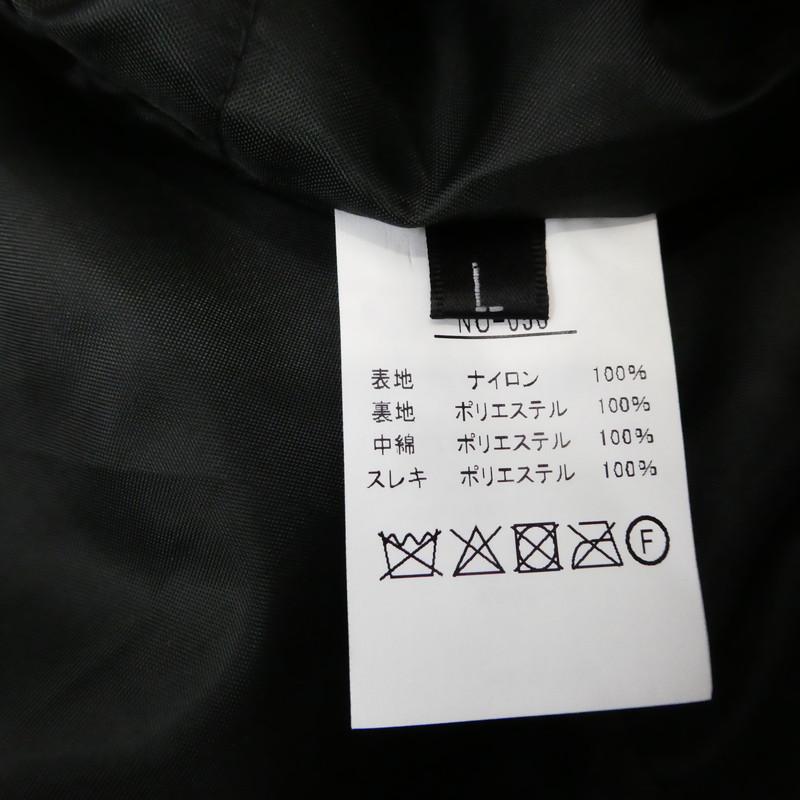 L
表地 ナイロン 100%
裏地 ポリエステル 100%
中綿 ポリエステル 100%
スレキ ポリエステル 100%
F